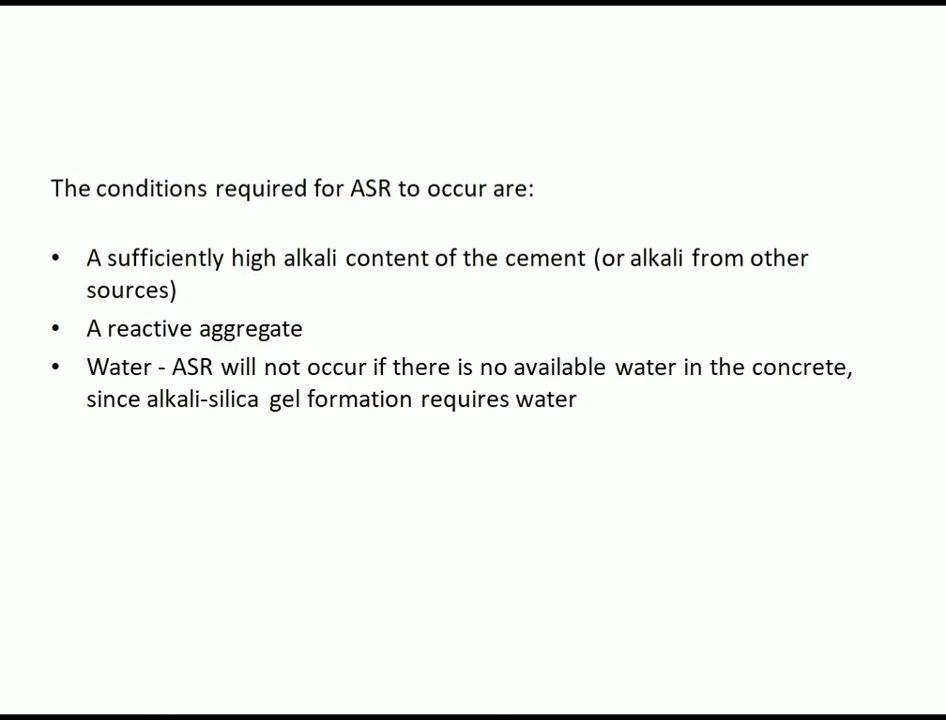 The conditions required for ASR to occur are:
• A sufficiently high alkali content of the cement (or alkali from other
sources)
• A reactive aggregate
• Water - ASR will not occur if there is no available water in the concrete,
since alkali-silica gel formation requires water